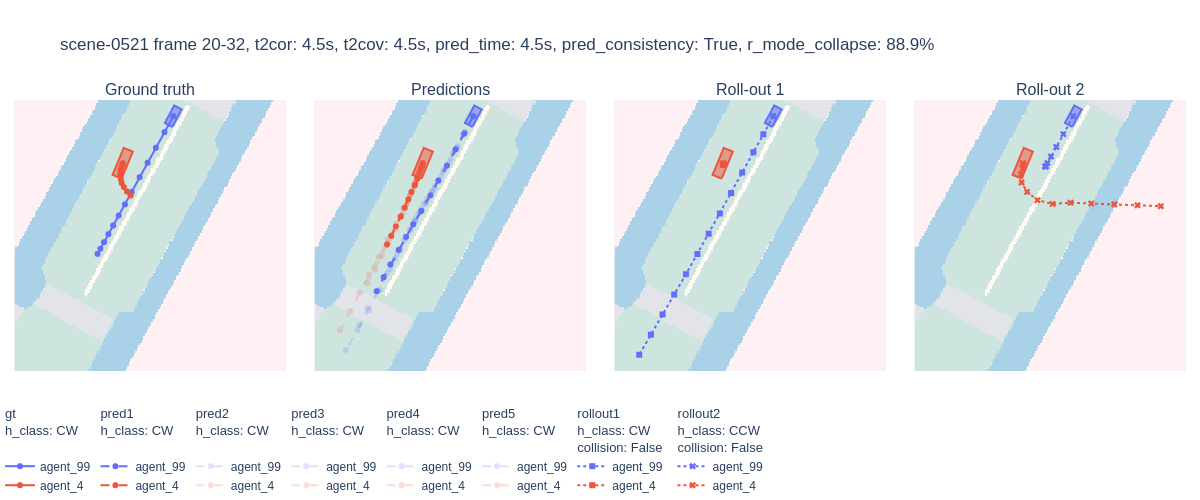 scene-0521 frame 20-32, t2cor: 4.5s, t2cov: 4.5s, pred_time: 4.5s, pred_consistency: True, r_mode_collapse: 88.9%
Ground truth Predictions Roll-out 1 Roll-out 2
gt pred1 pred2 pred3 pred4 pred5 rollout1 rollout2
h_class: CW h_class: CW h_class: CW h_class: CW h_class: CW h_class: CW h_class: CW h_class: CCW
collision: False collision: False
agent_99 agent_99 agent_99 agent_99 agent_99 agent_99 agent_99 agent_99
agent_4 agent_4 agent_4 agent_4 agent_4 agent_4 agent_4 agent_4